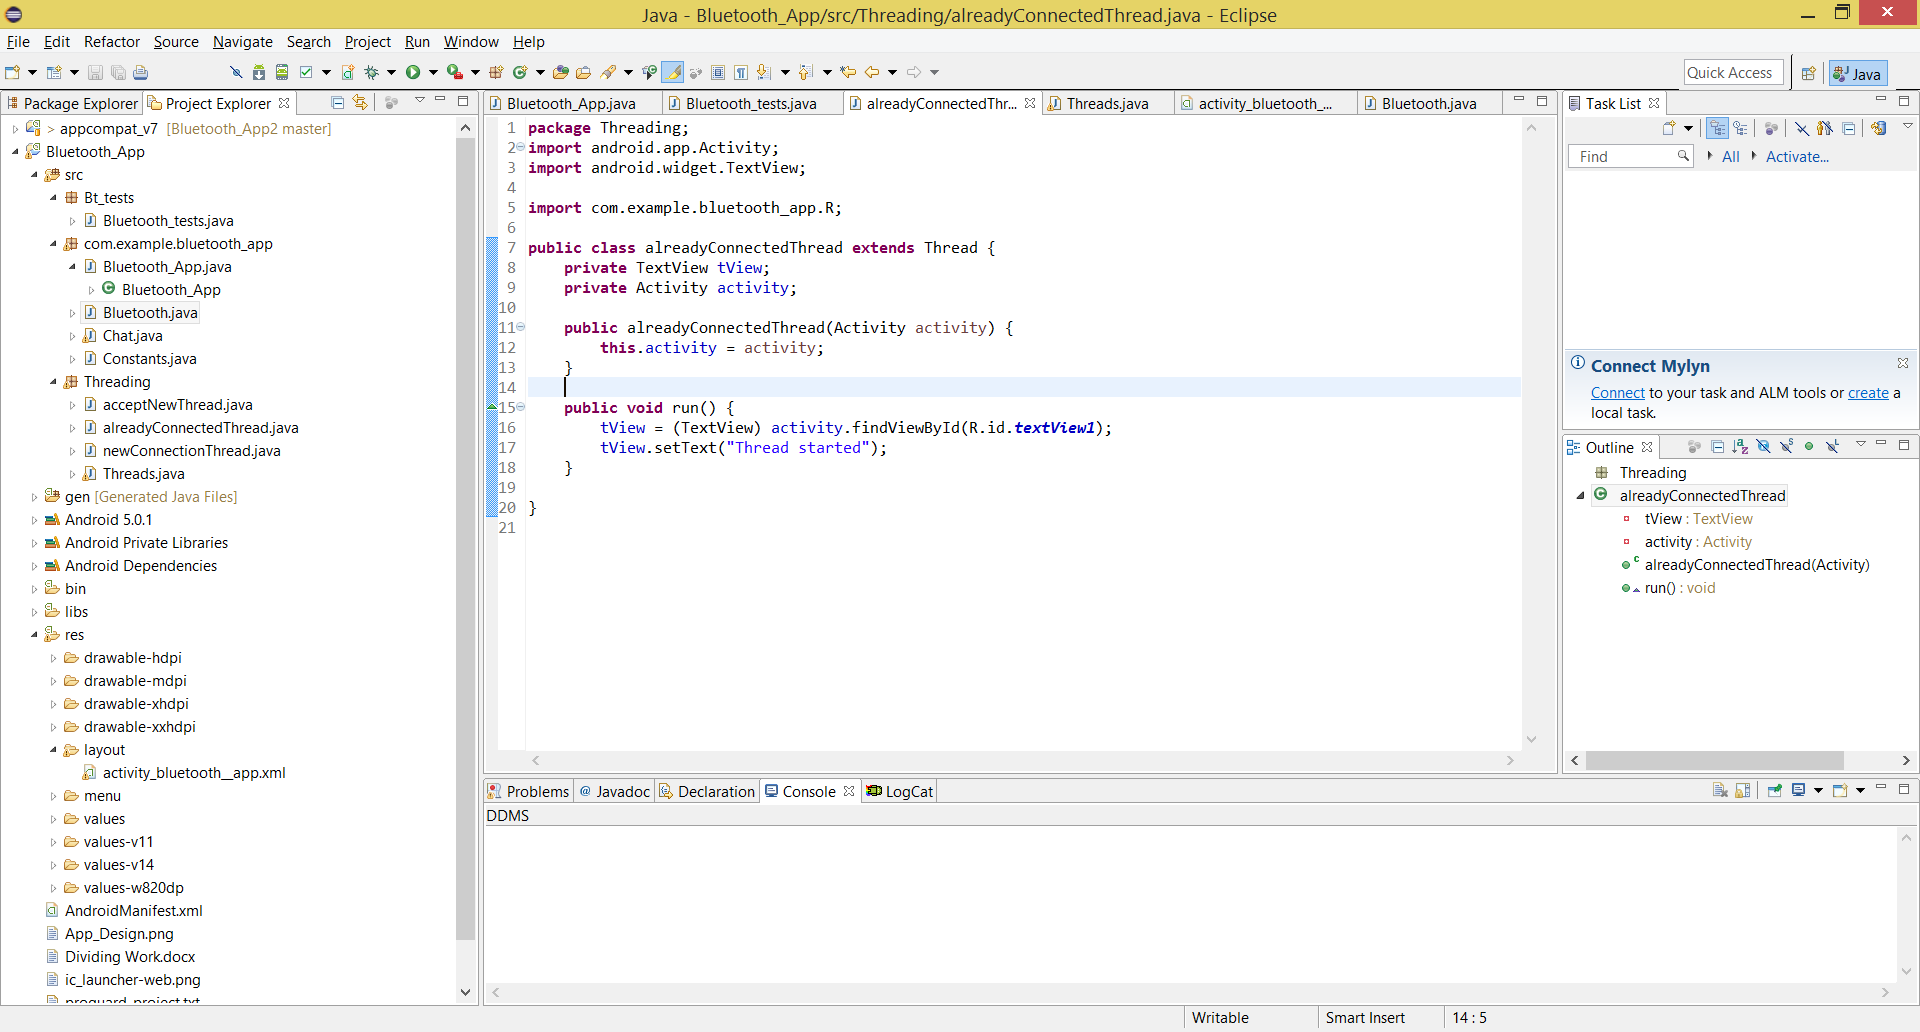 Java - Bluetooth_App/src/Threading/alreadyConnectedThread.java - Eclipse
File Edit Refactor Source Navigate Search Project Run Window Help
Quick Access
Java
Package Explorer
Project Explorer
> appcompat_v7 [Bluetooth_App2 master]
Bluetooth_App
src
Bt_tests
Bluetooth_tests.java
com.example.bluetooth_app
Bluetooth_App.java
Bluetooth_App
Bluetooth.java
Chat.java
Constants.java
Threading
acceptNewThread.java
alreadyConnectedThread.java
newConnectionThread.java
Threads.java
gen [Generated Java Files]
Android 5.0.1
Android Private Libraries
Android Dependencies
bin
libs
res
drawable-hdpi
drawable-mdpi
drawable-xhdpi
drawable-xxhdpi
layout
activity_bluetooth__app.xml
menu
values
values-v11
values-v14
values-w820dp
AndroidManifest.xml
App_Design.png
Dividing Work.docx
ic_launcher-web.png
proguard-project.txt
Bluetooth_App.java
Bluetooth_tests.java
alreadyConnectedThr...
Threads.java
activity_bluetooth_...
Bluetooth.java
1 package Threading;
2 import android.app.Activity;
3 import android.widget.TextView;
4
5 import com.example.bluetooth_app.R;
6
7 public class alreadyConnectedThread extends Thread {
8 private TextView tView;
9 private Activity activity;
10
11 public alreadyConnectedThread(Activity activity) {
12 this.activity = activity;
13 }
14
15 public void run() {
16 tView = (TextView) activity.findViewById(R.id.textView1);
17 tView.setText("Thread started");
18 }
19
20 }
21
Task List
Find
All
Activate...
Connect Mylyn
Connect to your task and ALM tools or create a
local task.
Outline
Threading
alreadyConnectedThread
tView : TextView
activity : Activity
alreadyConnectedThread(Activity)
run() : void
Problems
@ Javadoc
Declaration
Console
LogCat
DDMS
Writable
Smart Insert
14 : 5